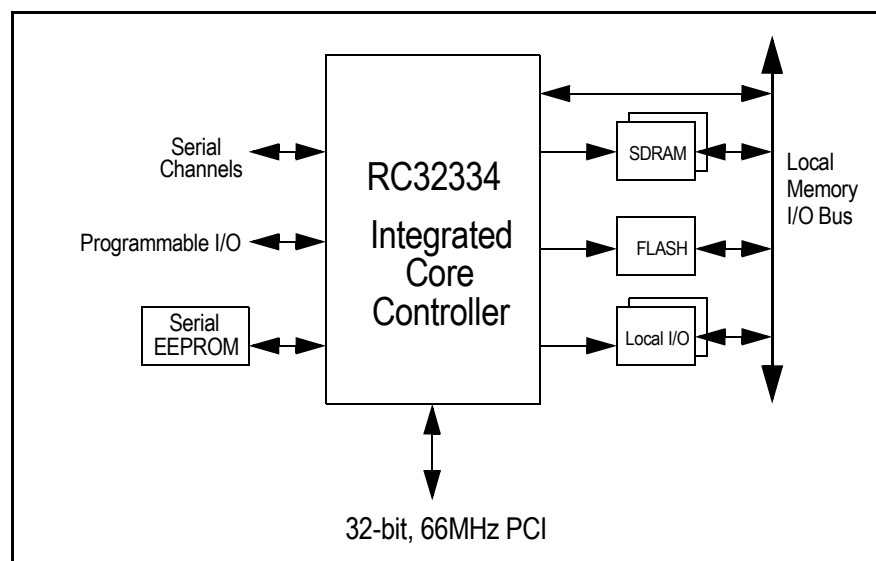 Serial
Channels
Programmable I/O
Serial
EEPROM
RC32334
Integrated
Core
Controller
SDRAM
FLASH
Local I/O
Local
Memory
I/O Bus
32-bit, 66MHz PCI